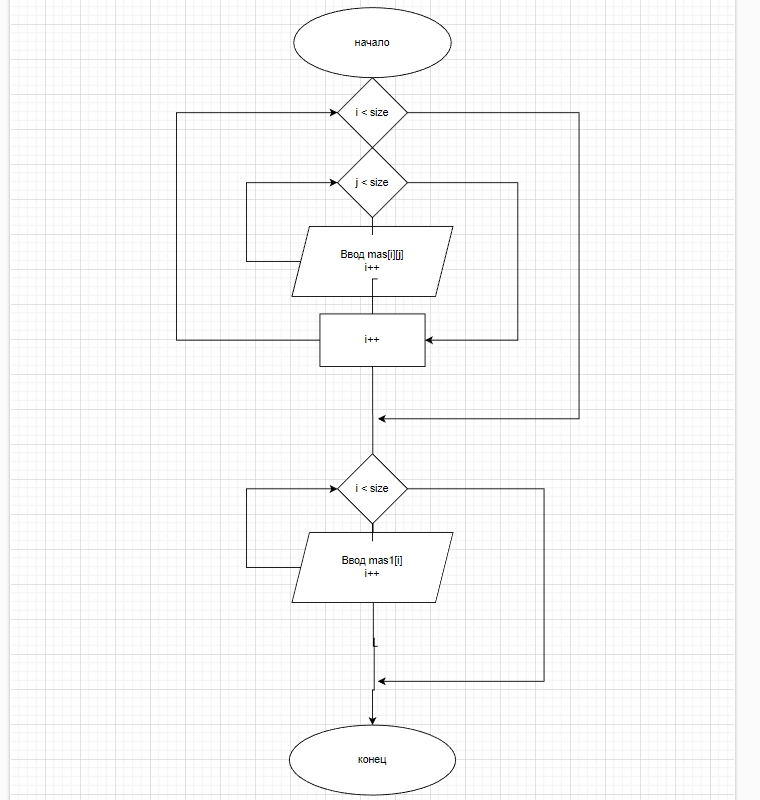 начало
i < size
j < size
Ввод mas[i][j]
i++
i++
i < size
Ввод mas1[i]
i++
конец